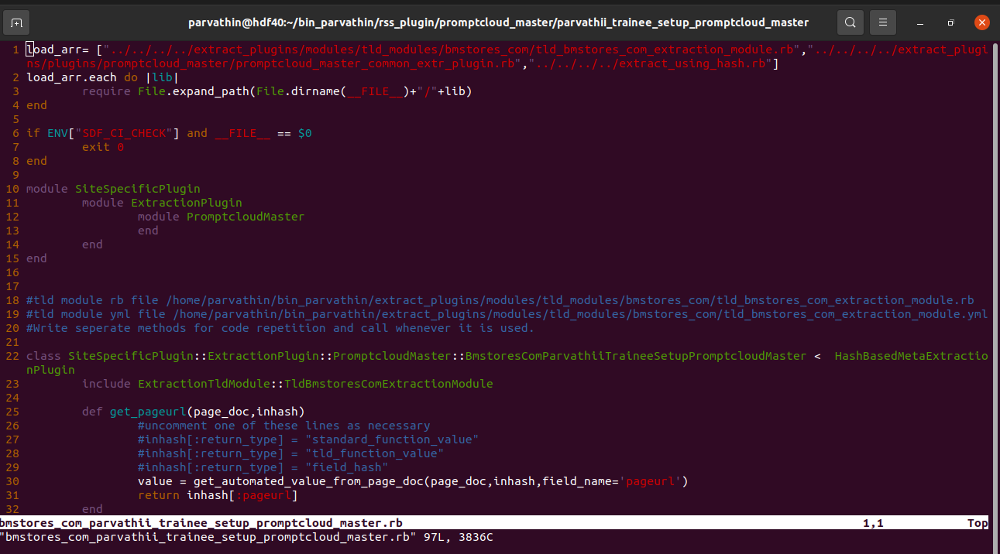 parvathin@hdf40:~/bin_parvathin/rss_plugin/promptcloud_master/parvathii_trainee_setup_promptcloud_master
1 load_arr= ["../../../../extract_plugins/modules/tld_modules/bmstores_com/tld_bmstores_com_extraction_module.rb","../../../../extract_plugi
ns/plugins/promptcloud_master/promptcloud_master_common_extr_plugin.rb","../../../../extract_using_hash.rb"]
2 load_arr.each do |lib|
3         require File.expand_path(File.dirname(__FILE__)+"/"+lib)
4 end
5
6 if ENV["SDF_CI_CHECK"] and __FILE__ == $0
7         exit 0
8 end
9
10 module SiteSpecificPlugin
11         module ExtractionPlugin
12                 module PromptcloudMaster
13                 end
14         end
15 end
16
17
18 #tld module rb file /home/parvathin/bin_parvathin/extract_plugins/modules/tld_modules/bmstores_com/tld_bmstores_com_extraction_module.rb
19 #tld module yml file /home/parvathin/bin_parvathin/extract_plugins/modules/tld_modules/bmstores_com/tld_bmstores_com_extraction_module.yml
20 #Write seperate methods for code repetition and call whenever it is used.
21
22 class SiteSpecificPlugin::ExtractionPlugin::PromptcloudMaster::BmstoresComParvathiiTraineeSetupPromptcloudMaster <  HashBasedMetaExtractio
nPlugin
23         include ExtractionTldModule::TldBmstoresComExtractionModule
24
25         def get_pageurl(page_doc,inhash)
26                 #uncomment one of these lines as necessary
27                 #inhash[:return_type] = "standard_function_value"
28                 #inhash[:return_type] = "tld_function_value"
29                 #inhash[:return_type] = "field_hash"
30                 value = get_automated_value_from_page_doc(page_doc,inhash,field_name='pageurl')
31                 return inhash[:pageurl]
32         end
bmstores_com_parvathii_trainee_setup_promptcloud_master.rb 1,1 Top
"bmstores_com_parvathii_trainee_setup_promptcloud_master.rb" 97L, 3836C